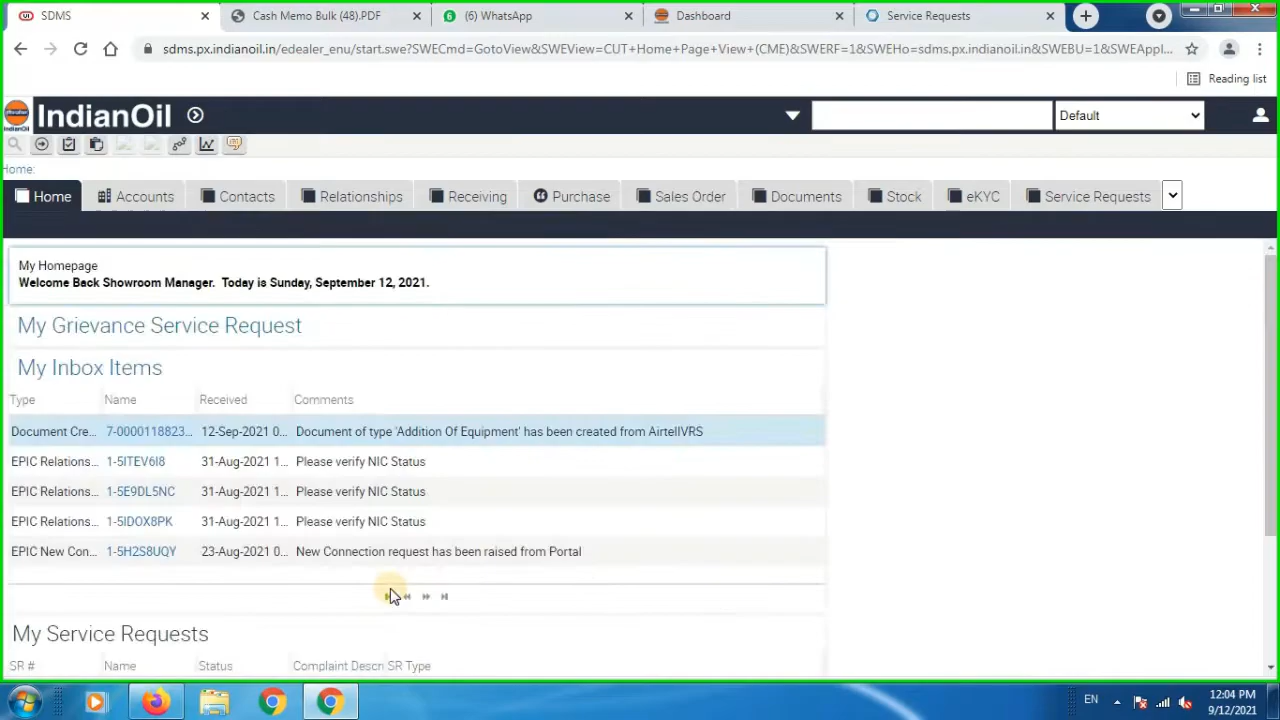 SDMS
Cash Memo Bulk (48).PDF
(6) WhatsApp
Dashboard
Service Requests
sdms.px.indianoil.in/edealer_enu/start.swe?SWECmd=GotoView&SWEView=CUT+Home+Page+View+(CME)&SWERF=1&SWEHo=sdms.px.indianoil.in&SWEBU=1&SWEAppl...
Reading list
IndianOil
Default
Home:
Home
Accounts
Contacts
Relationships
Receiving
Purchase
Sales Order
Documents
Stock
eKYC
Service Requests
My Homepage
Welcome Back Showroom Manager. Today is Sunday, September 12, 2021.
My Grievance Service Request
My Inbox Items
Type Name Received Comments
Document Cre... 7-0000118823... 12-Sep-2021 0... Document of type 'Addition Of Equipment' has been created from AirtelIVRS
EPIC Relations... 1-5ITEV6I8 31-Aug-2021 1... Please verify NIC Status
EPIC Relations... 1-5E9DL5NC 31-Aug-2021 1... Please verify NIC Status
EPIC Relations... 1-5IDOX8PK 31-Aug-2021 1... Please verify NIC Status
EPIC New Con... 1-5H2S8UQY 23-Aug-2021 0... New Connection request has been raised from Portal
My Service Requests
SR # Name Status Complaint Descri SR Type
EN
12:04 PM
9/12/2021